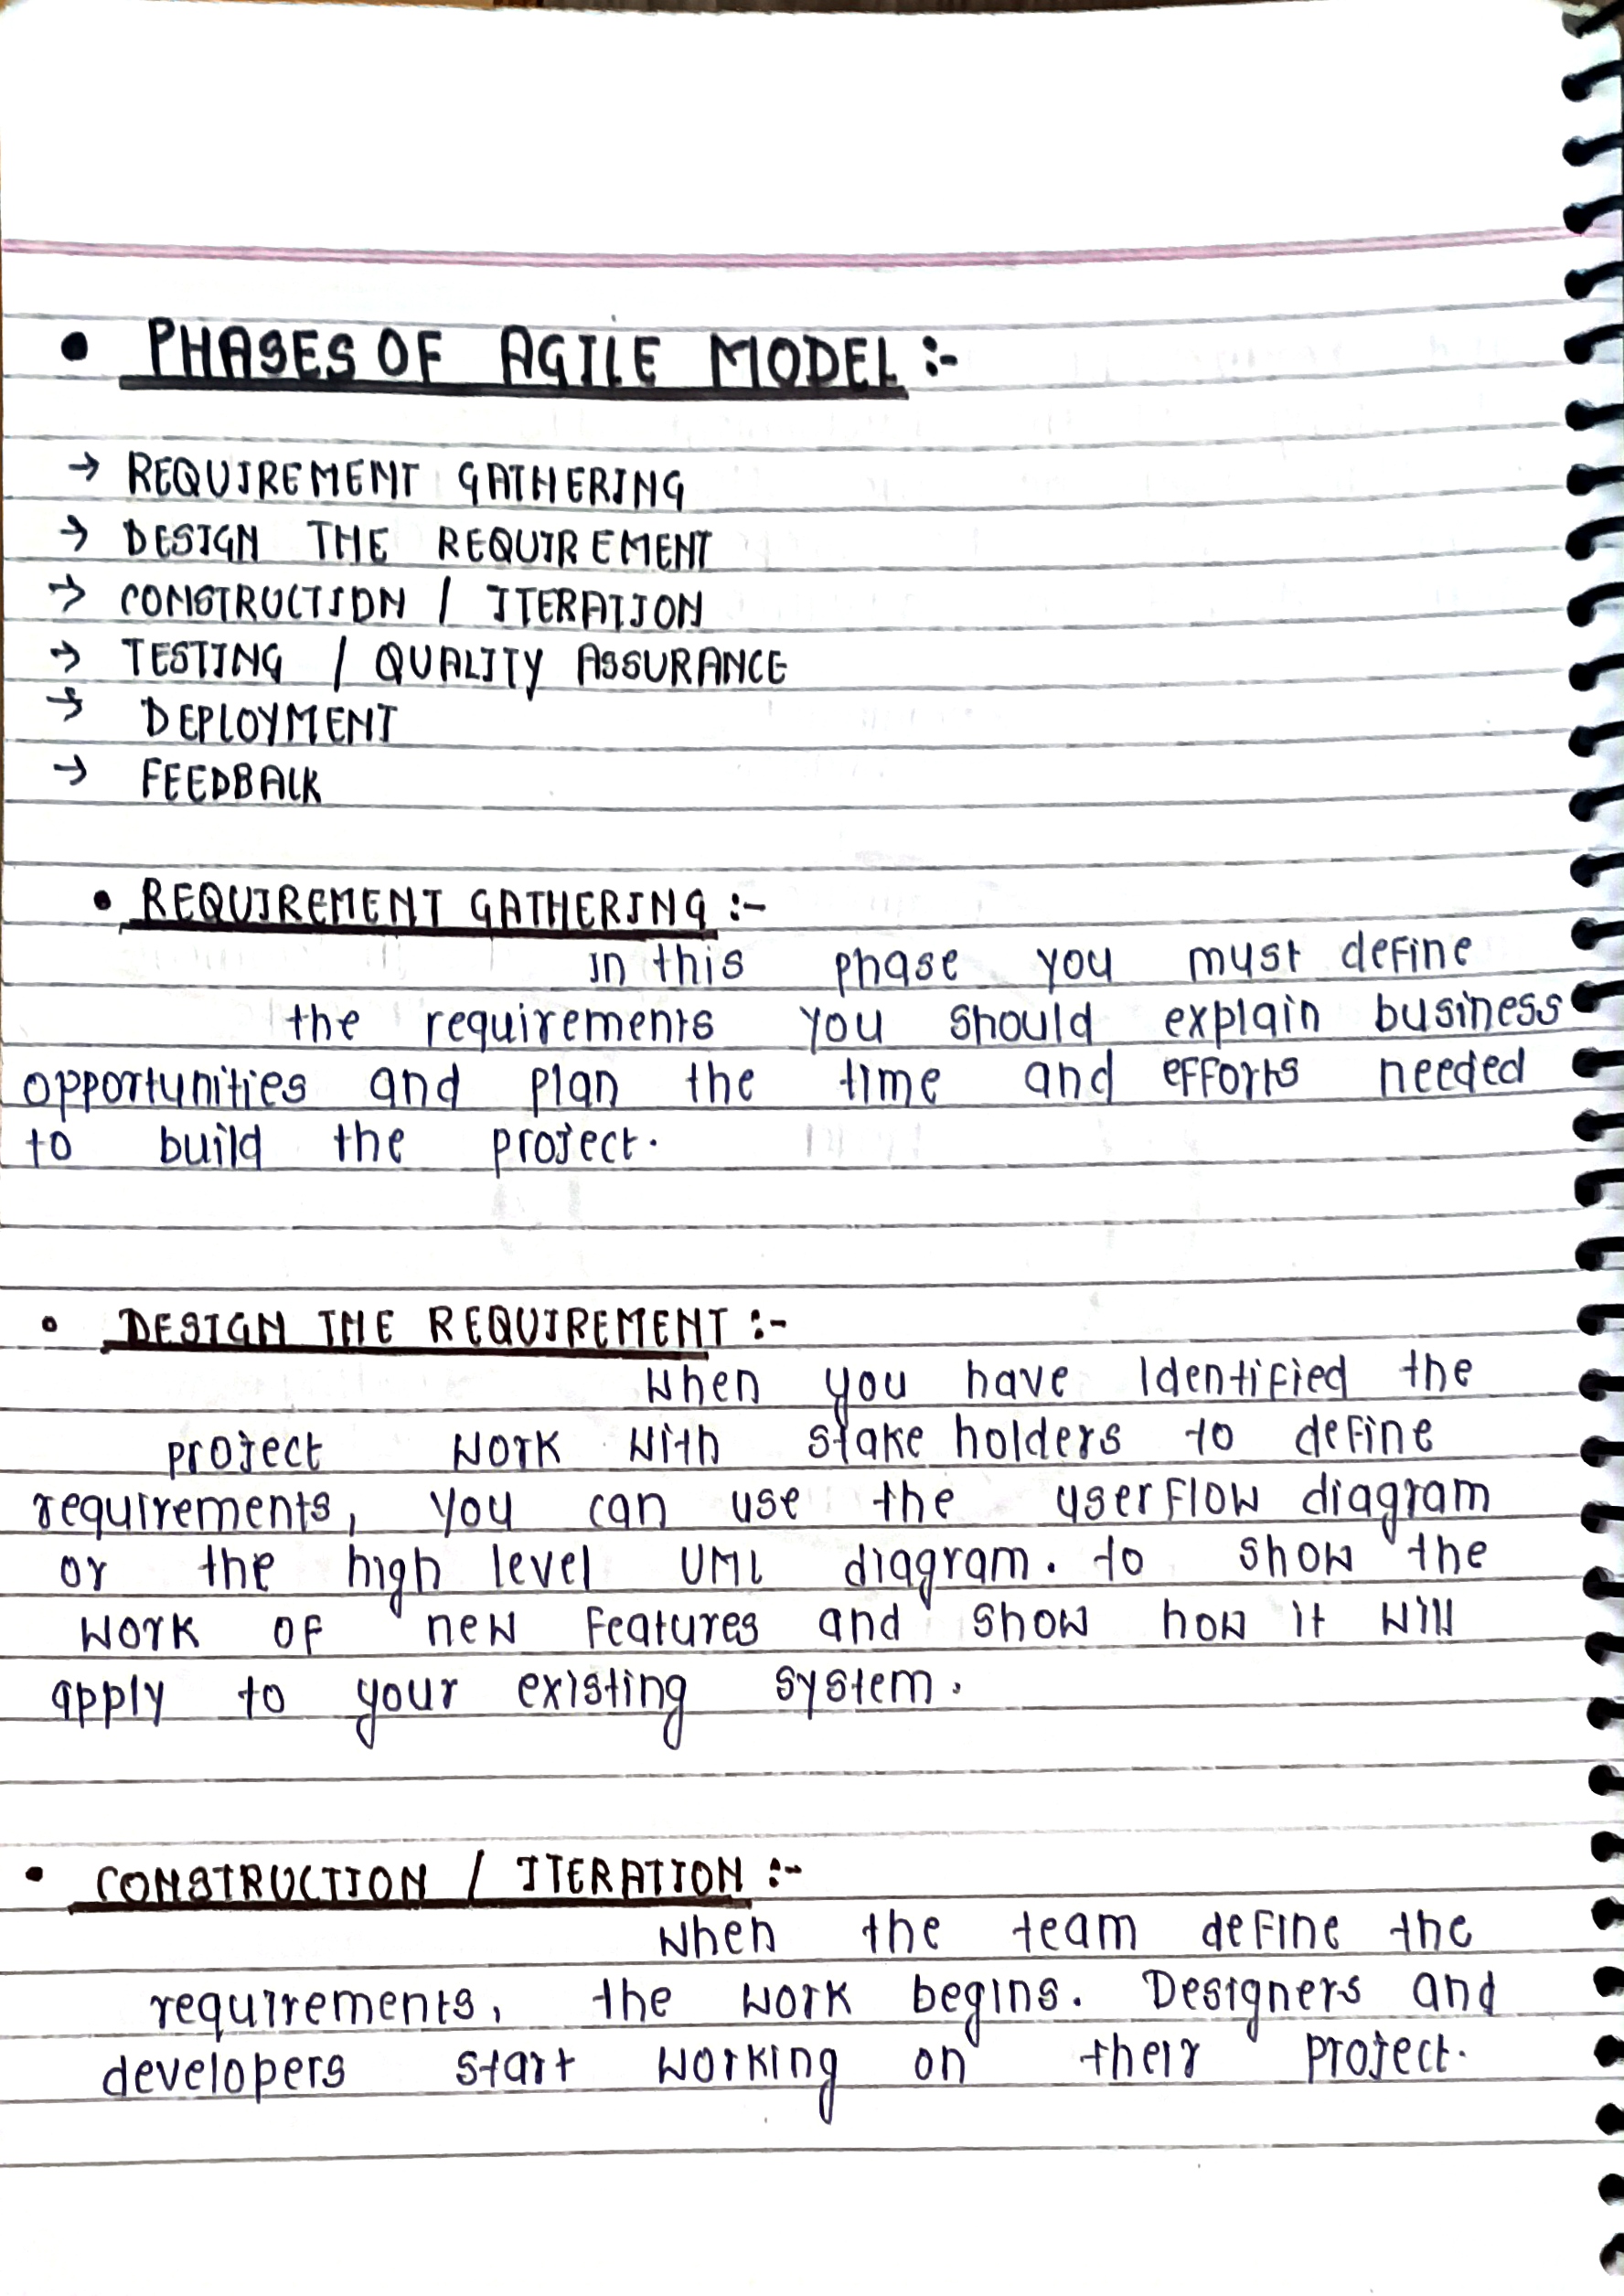 • PHASES OF AGILE MODEL :-
→ REQUIREMENT GATHERING
→ DESIGN THE REQUIREMENT
→ CONSTRUCTION / ITERATION
→ TESTING / QUALITY ASSURANCE
→ DEPLOYMENT
→ FEEDBACK
• REQUIREMENT GATHERING :-
In this phase you must define
the requirements you should explain business
opportunities and plan the time and efforts needed
to build the project.
• DESIGN THE REQUIREMENT :-
When you have Identified the
project work with stake holders to define
requirements, you can use the user flow diagram
or the high level UML diagram. to show the
work of new features and show how it will
apply to your existing system.
• CONSTRUCTION / ITERATION :-
When the team define the
requirements, the work begins. Designers and
developers start working on their project.